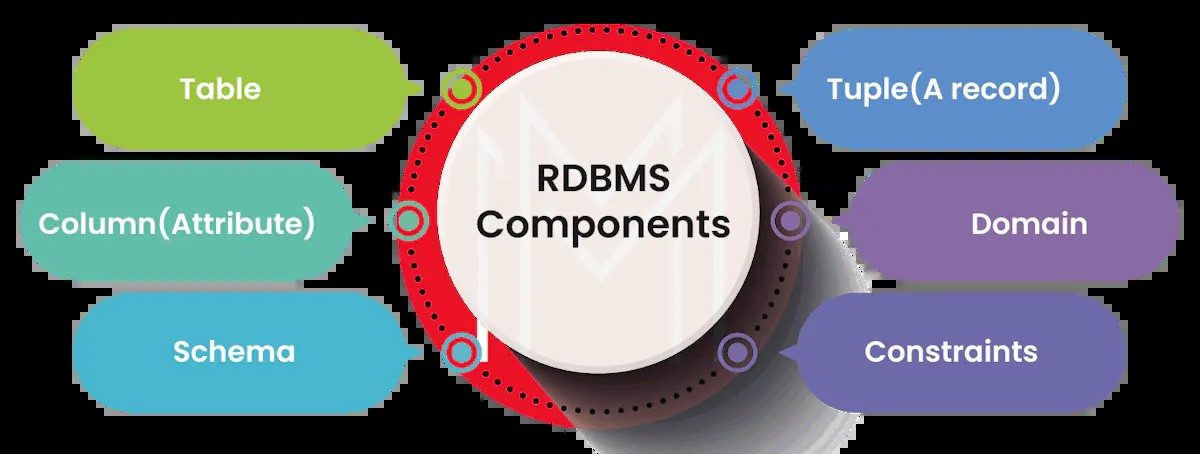 Table
Tuple(A record)
RDBMS
Components
Column(Attribute)
Domain
Schema
Constraints